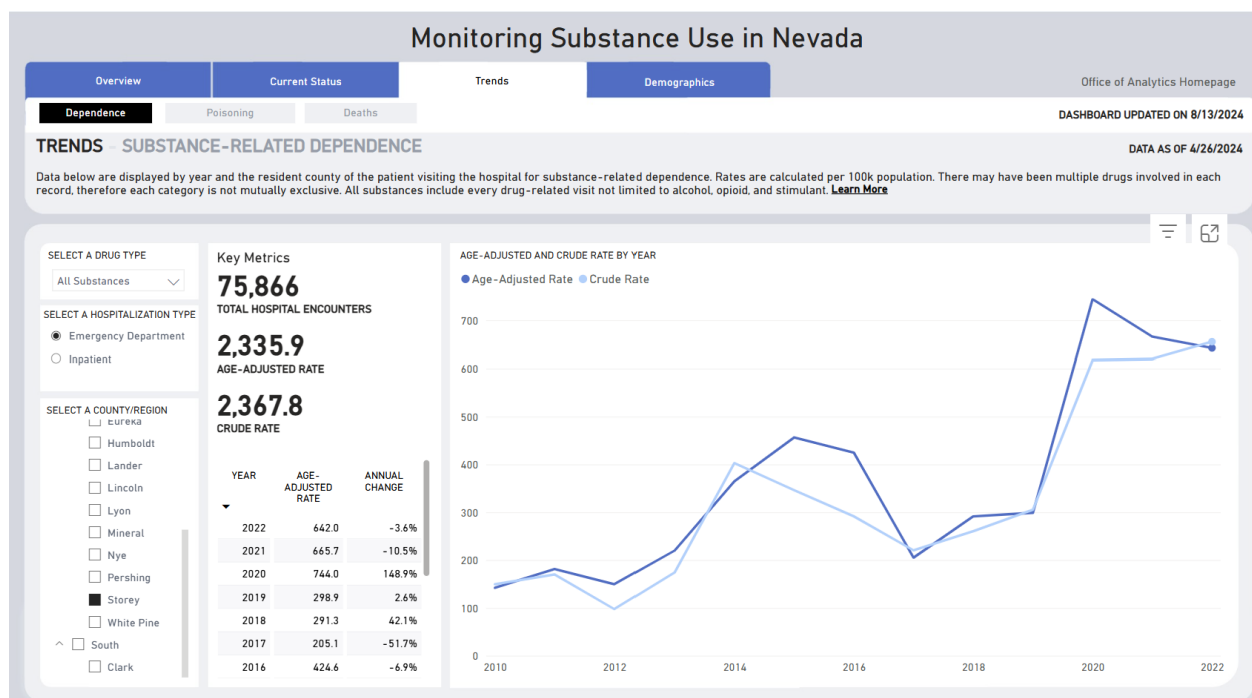 Monitoring Substance Use in Nevada
Overview
Current Status
Trends
Demographics
Office of Analytics Homepage
Dependence
Poisoning
Deaths
DASHBOARD UPDATED ON 8/13/2024
TRENDS - SUBSTANCE-RELATED DEPENDENCE
DATA AS OF 4/26/2024
Data below are displayed by year and the resident county of the patient visiting the hospital for substance-related dependence. Rates are calculated per 100k population. There may have been multiple drugs involved in each
record, therefore each category is not mutually exclusive. All substances include every drug-related visit not limited to alcohol, opioid, and stimulant. Learn More
SELECT A DRUG TYPE
All Substances
SELECT A HOSPITALIZATION TYPE
Emergency Department
Inpatient
SELECT A COUNTY/REGION
Eureka
Humboldt
Lander
Lincoln
Lyon
Mineral
Nye
Pershing
Storey
White Pine
South
Clark
Key Metrics
75,866
TOTAL HOSPITAL ENCOUNTERS
2,335.9
AGE-ADJUSTED RATE
2,367.8
CRUDE RATE
YEAR AGE-ADJUSTED RATE ANNUAL CHANGE
2022 642.0 -3.6%
2021 665.7 -10.5%
2020 744.0 148.9%
2019 298.9 2.6%
2018 291.3 42.1%
2017 205.1 -51.7%
2016 424.6 -6.9%
AGE-ADJUSTED AND CRUDE RATE BY YEAR
Age-Adjusted Rate Crude Rate
700
600
500
400
300
200
100
0
2010 2012 2014 2016 2018 2020 2022